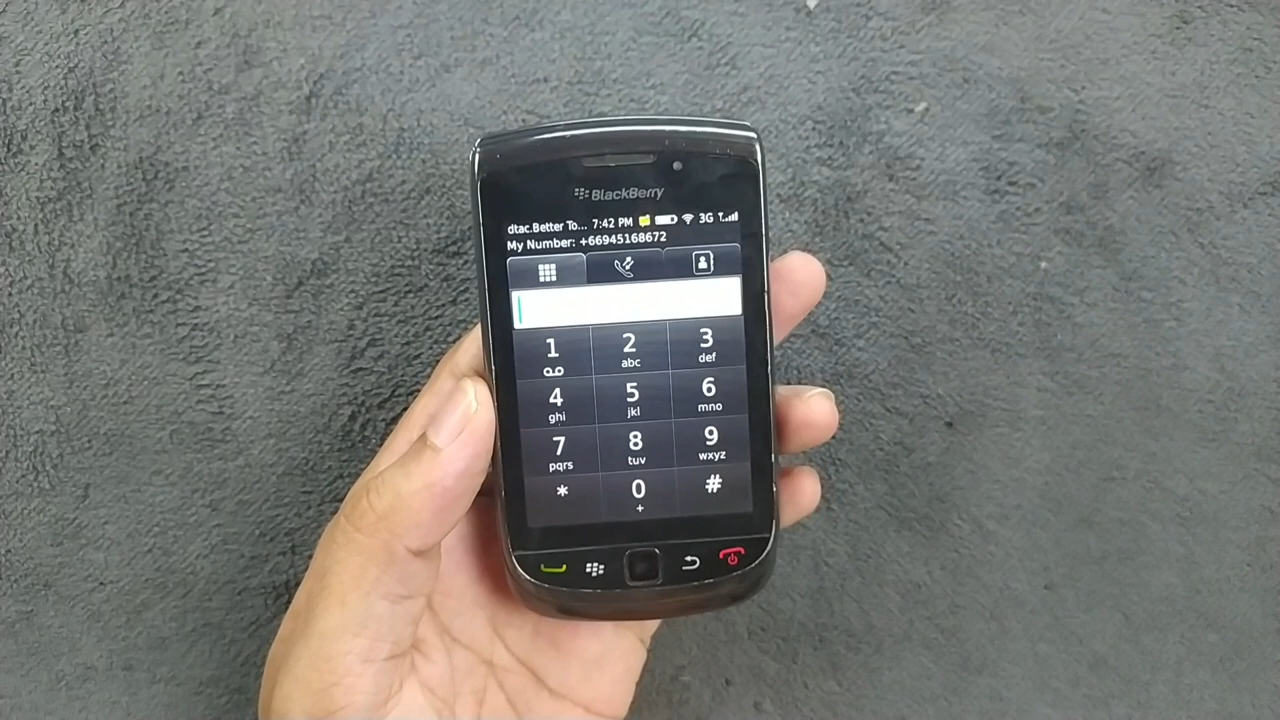 BlackBerry
dtac.Better To... 7:42 PM 3G
My Number: +66945168672
1 2 3
abc def
4 5 6
ghi jkl mno
7 8 9
pqrs tuv wxyz
* 0 #
+